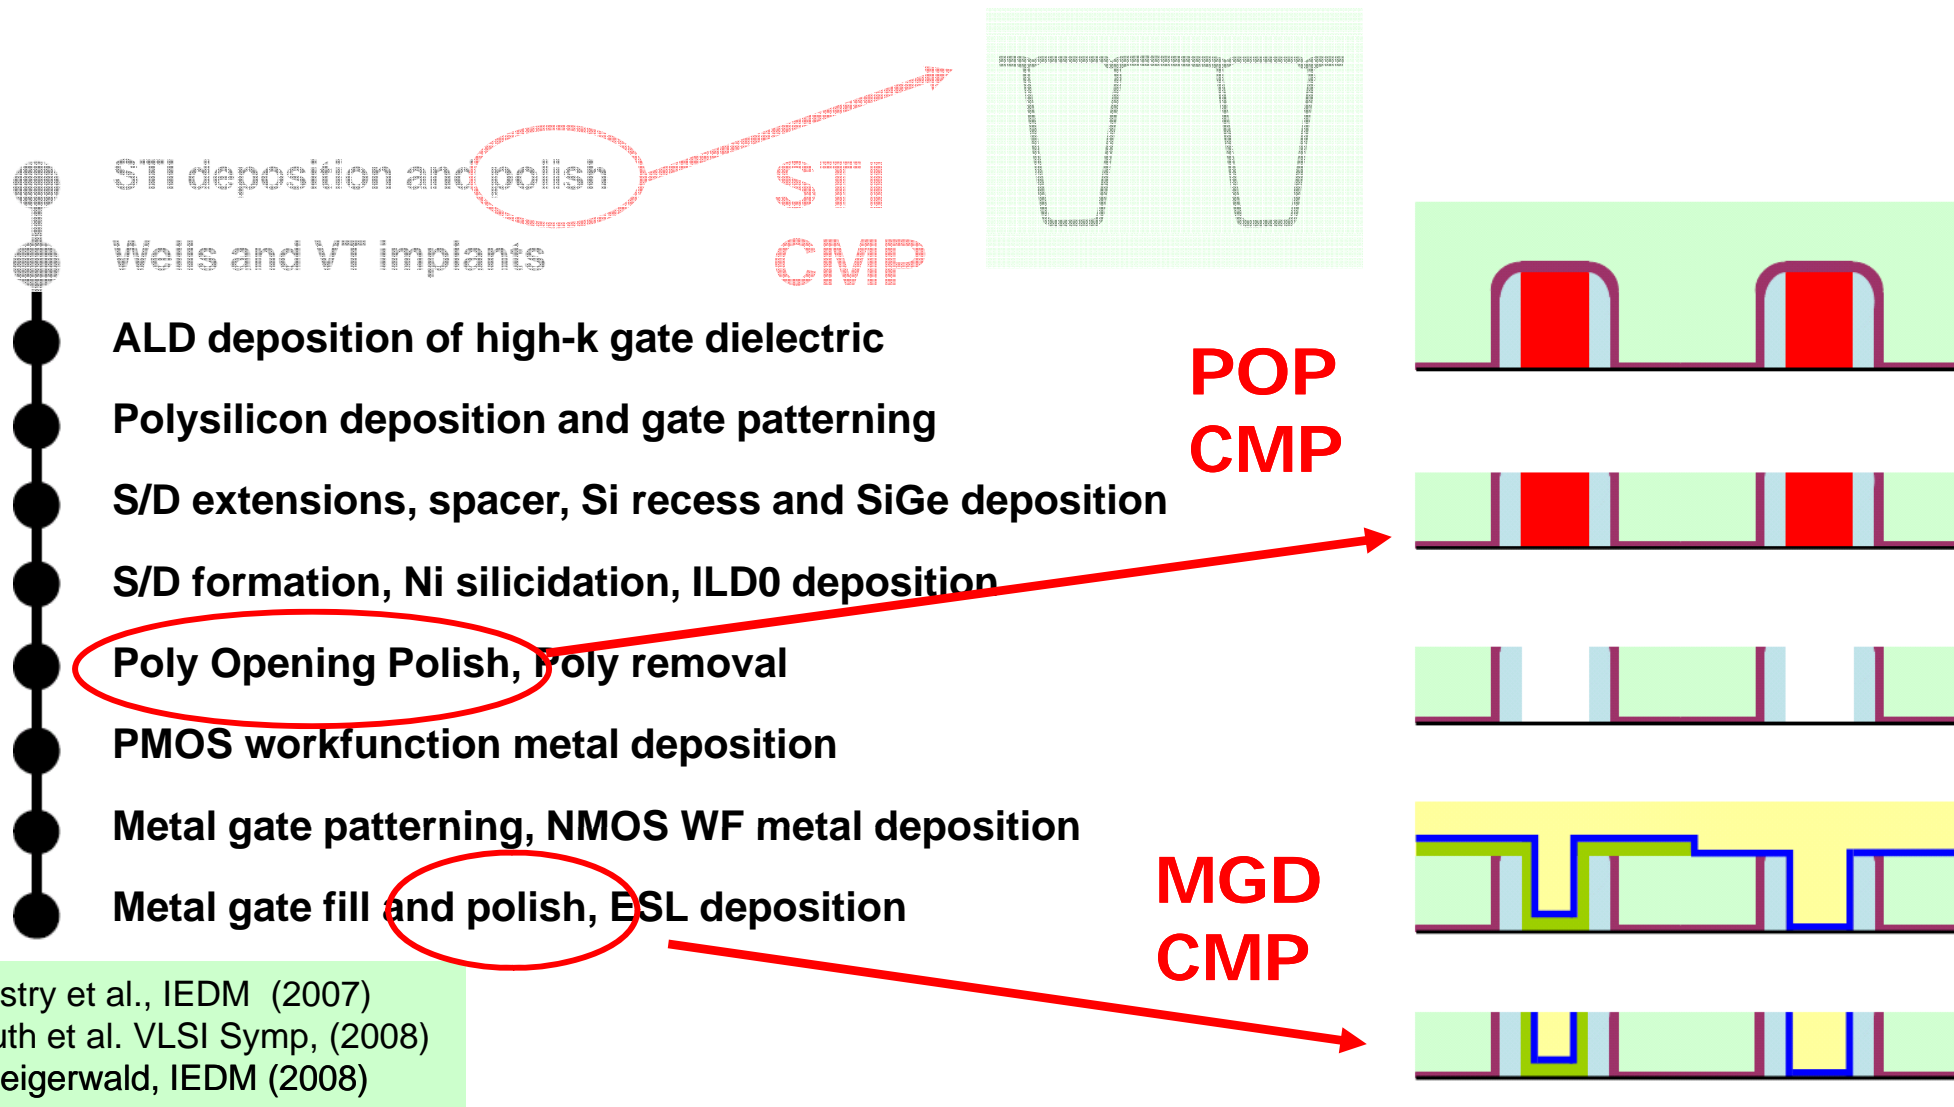 STI deposition and polish
STI
CMP
Wells and VT implants
ALD deposition of high-k gate dielectric
POP
CMP
Polysilicon deposition and gate patterning
S/D extensions, spacer, Si recess and SiGe deposition
S/D formation, Ni silicidation, ILD0 deposition
Poly Opening Polish, Poly removal
PMOS workfunction metal deposition
Metal gate patterning, NMOS WF metal deposition
MGD
CMP
Metal gate fill and polish, ESL deposition
stry et al., IEDM (2007)
uth et al. VLSI Symp, (2008)
eigerwald, IEDM (2008)